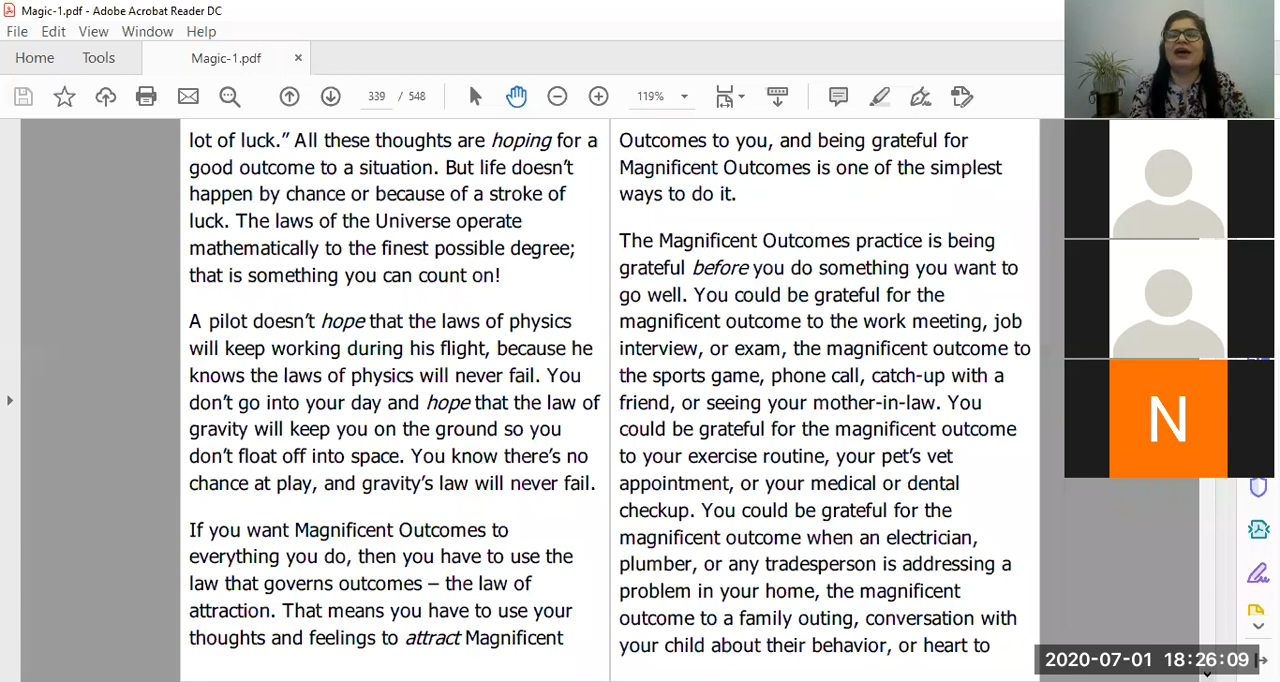 Magic-1.pdf - Adobe Acrobat Reader DC
File Edit View Window Help
Home Tools Magic-1.pdf ×
339 / 548 119%
lot of luck.” All these thoughts are hoping for a
good outcome to a situation. But life doesn’t
happen by chance or because of a stroke of
luck. The laws of the Universe operate
mathematically to the finest possible degree;
that is something you can count on!
A pilot doesn’t hope that the laws of physics
will keep working during his flight, because he
knows the laws of physics will never fail. You
don’t go into your day and hope that the law of
gravity will keep you on the ground so you
don’t float off into space. You know there’s no
chance at play, and gravity’s law will never fail.
If you want Magnificent Outcomes to
everything you do, then you have to use the
law that governs outcomes – the law of
attraction. That means you have to use your
thoughts and feelings to attract Magnificent
Outcomes to you, and being grateful for
Magnificent Outcomes is one of the simplest
ways to do it.
The Magnificent Outcomes practice is being
grateful before you do something you want to
go well. You could be grateful for the
magnificent outcome to the work meeting, job
interview, or exam, the magnificent outcome to
the sports game, phone call, catch-up with a
friend, or seeing your mother-in-law. You
could be grateful for the magnificent outcome
to your exercise routine, your pet’s vet
appointment, or your medical or dental
checkup. You could be grateful for the
magnificent outcome when an electrician,
plumber, or any tradesperson is addressing a
problem in your home, the magnificent
outcome to a family outing, conversation with
your child about their behavior, or heart to
N
2020-07-01 18:26:09